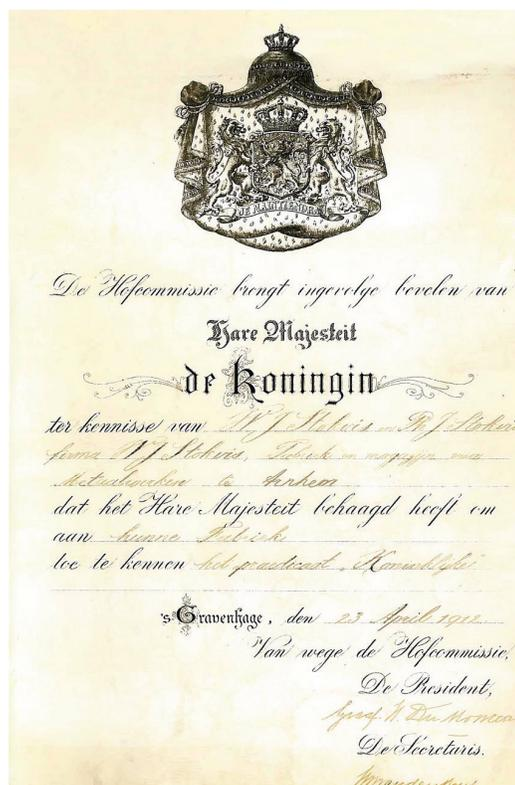 JE MAINTIENDRAI
De Hofcommissie brengt ingevolge bevelen van
Hare Majesteit
de Koningin
ter kennisse van W J Stokvis en Ph J Stokvis
firma W J Stokvis, Fabriek en magazijn van
Metaalwerken te Arnhem
dat het Hare Majesteit behaagd heeft om
aan hunne Fabriek
toe te kennen het praedicaat "Koninklijke"
's Gravenhage, den 23 April 1912
Van wege de Hofcommissie,
De President,
Graaf
De Secretaris.